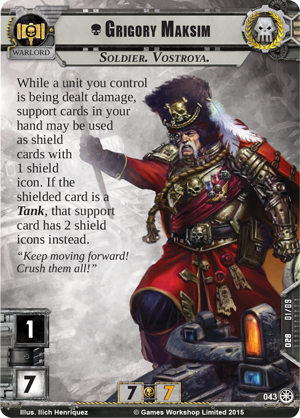 Grigory Maksim
WARLORD
Soldier. Vostroya.
While a unit you control
is being dealt damage,
support cards in your
hand may be used
as shield
cards with
1 shield
icon. If the
shielded card is a
Tank, that support
card has 2 shield
icons instead.
“Keep moving forward!
Crush them all!”
1
7
7 7
028 01/09
043
Illus. Ilich Henriquez
© Games Workshop Limited 2015